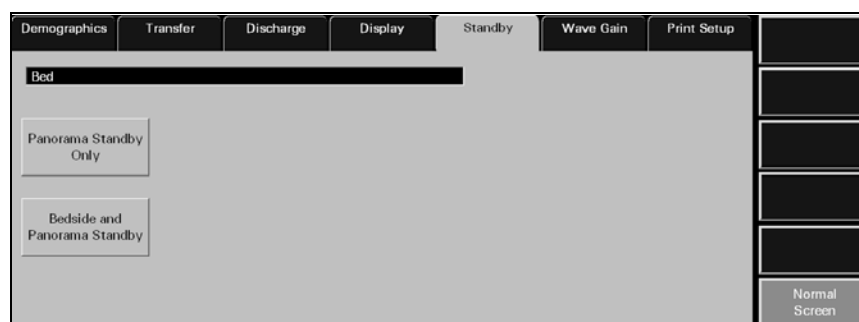 Demographics Transfer Discharge Display Standby Wave Gain Print Setup
Bed
Panorama Standby
Only
Bedside and
Panorama Standby
Normal
Screen